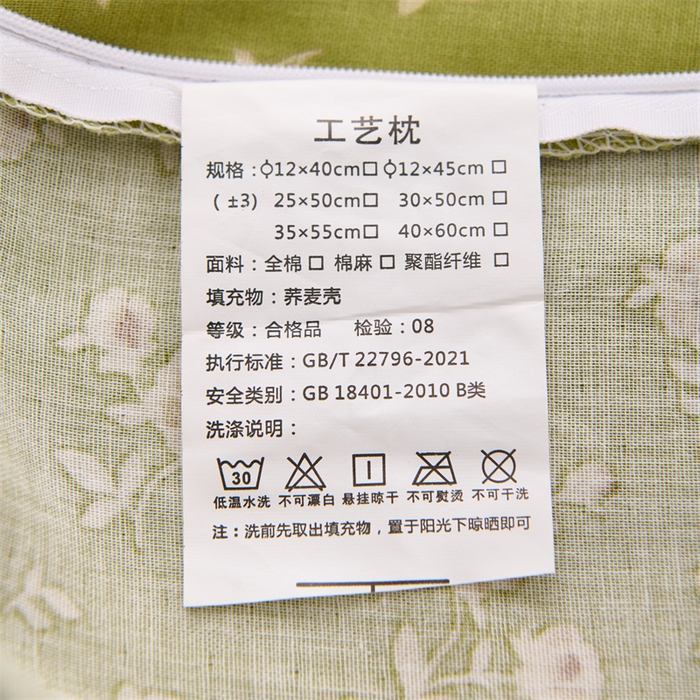 工艺枕
规格:ϕ12×40cm□ ϕ12×45cm □
(±3) 25×50cm□ 30×50cm □
35×55cm□ 40×60cm □
面料:全棉 □ 棉麻 □ 聚酯纤维 □
填充物:荞麦壳
等级:合格品 检验:08
执行标准:GB/T 22796-2021
安全类别:GB 18401-2010 B类
洗涤说明:
30
低温水洗 不可漂白 悬挂晾干 不可熨烫 不可干洗
注:洗前先取出填充物,置于阳光下晾晒即可